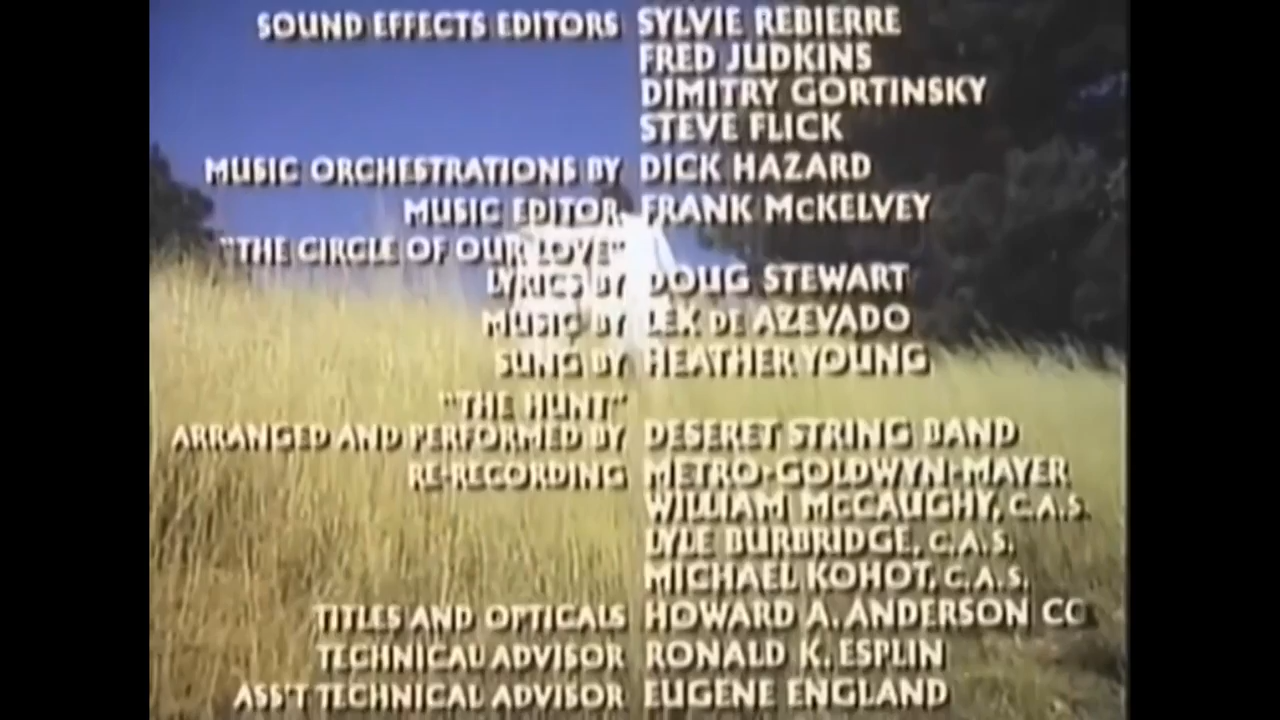 SOUND EFFECTS EDITORS SYLVIE REBIERRE
FRED JUDKINS
DIMITRY GORTINSKY
STEVE FLICK
MUSIC ORCHESTRATIONS BY DICK HAZARD
MUSIC EDITOR FRANK McKELVEY
"THE CIRCLE OF OUR LOVE"
LYRICS BY DOUG STEWART
MUSIC BY LEX DE AZEVADO
SUNG BY HEATHER YOUNG
"THE HUNT"
ARRANGED AND PERFORMED BY DESERET STRING BAND
RE-RECORDING METRO-GOLDWYN-MAYER
WILLIAM McCAUGHY, C.A.S.
LYLE BURBRIDGE, C.A.S.
MICHAEL KOHOT, C.A.S.
TITLES AND OPTICALS HOWARD A. ANDERSON CO
TECHNICAL ADVISOR RONALD K. ESPLIN
ASS'T TECHNICAL ADVISOR EUGENE ENGLAND